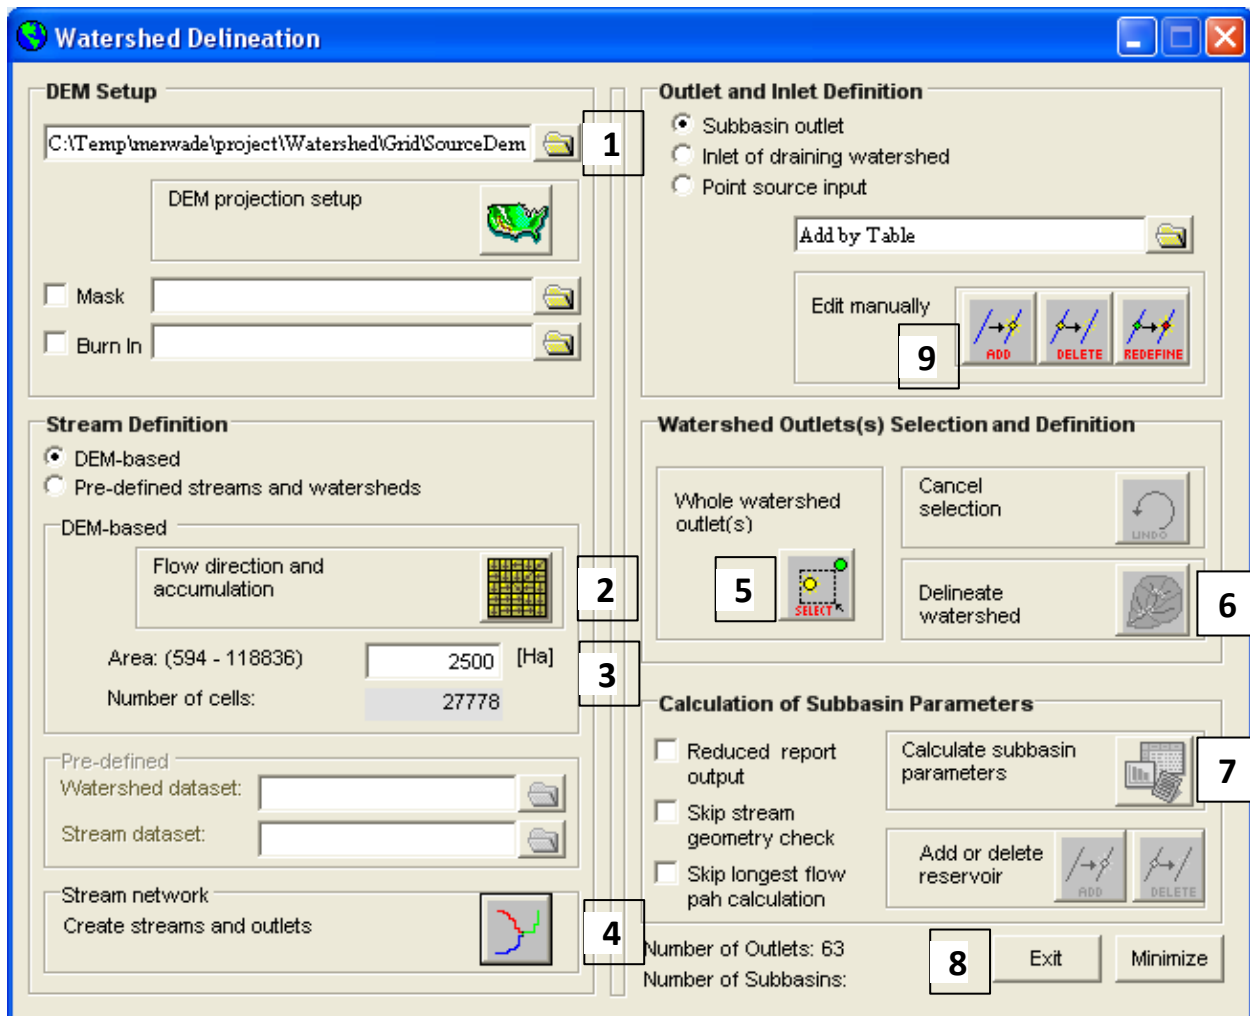 Watershed Delineation
DEM Setup
C:\Temp\merwade\project\Watershed\Grid\SourceDem
1
DEM projection setup
Mask
Burn In
Stream Definition
DEM-based
Pre-defined streams and watersheds
DEM-based
Flow direction and
accumulation
2
Area: (594 - 118836)
2500
[Ha]
3
Number of cells:
27778
Pre-defined
Watershed dataset:
Stream dataset:
Stream network
Create streams and outlets
4
Outlet and Inlet Definition
Subbasin outlet
Inlet of draining watershed
Point source input
Add by Table
Edit manually
9
ADD
DELETE
REDEFINE
Watershed Outlets(s) Selection and Definition
Whole watershed
outlet(s)
5
SELECT
Cancel
selection
UNDO
Delineate
watershed
6
Calculation of Subbasin Parameters
Reduced report
output
Skip stream
geometry check
Skip longest flow
pah calculation
Calculate subbasin
parameters
7
Add or delete
reservoir
ADD
DELETE
Number of Outlets: 63
Number of Subbasins:
8
Exit
Minimize